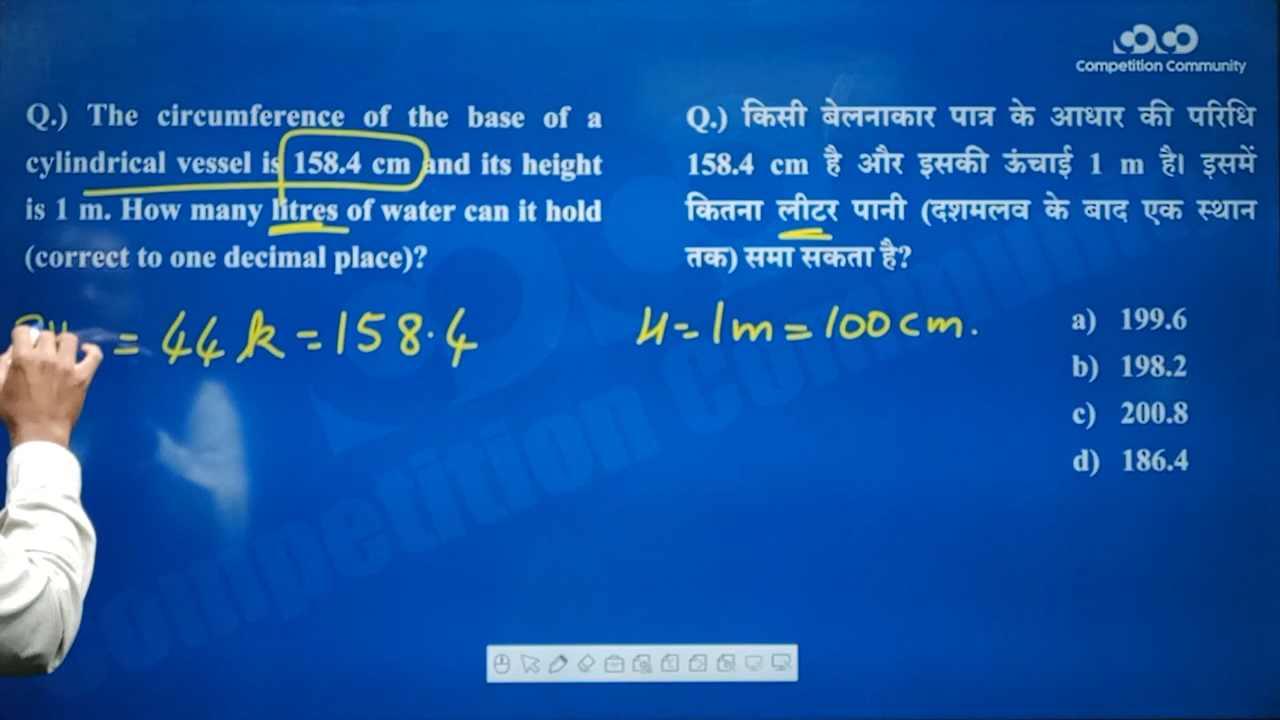 Competition Community
Q.) The circumference of the base of a
cylindrical vessel is 158.4 cm and its height
is 1 m. How many litres of water can it hold
(correct to one decimal place)?
Q.) किसी बेलनाकार पात्र के आधार की परिधि
158.4 cm है और इसकी ऊंचाई 1 m है। इसमें
कितना लीटर पानी (दशमलव के बाद एक स्थान
तक) समा सकता है?
= 44 k = 158.4
H = 1m = 100 cm.
a) 199.6
b) 198.2
c) 200.8
d) 186.4
Competition Community